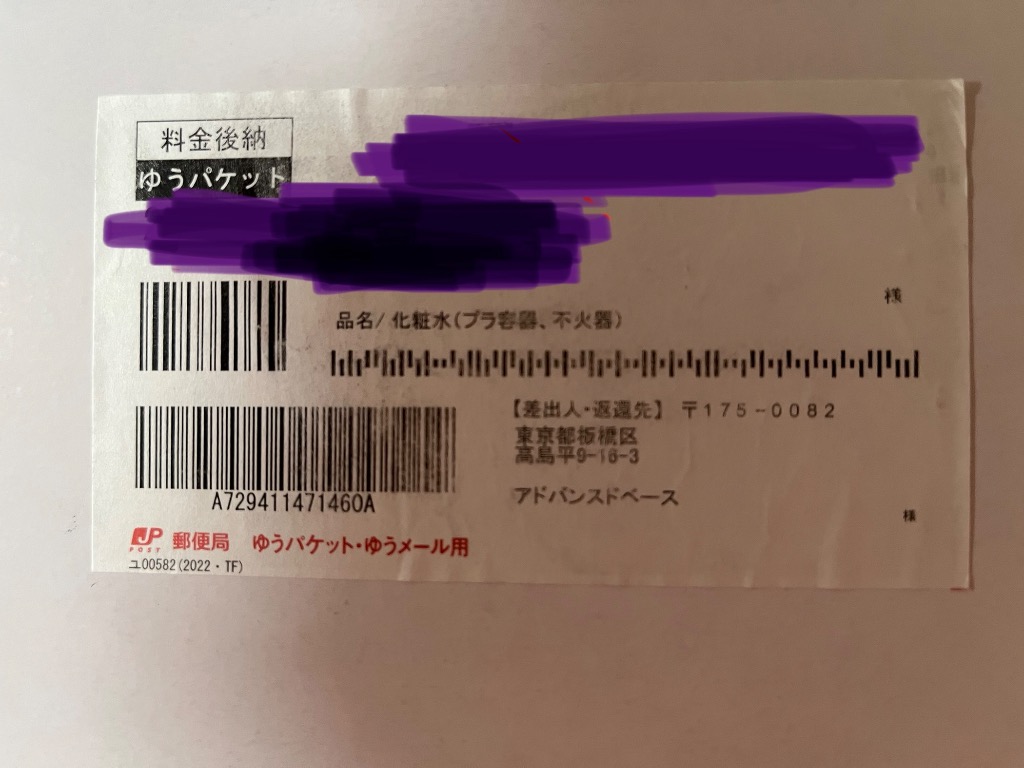 料金後納
ゆうパケット
様
品名/ 化粧水(プラ容器、不火器)
【差出人・返還先】 〒175-0082
東京都板橋区
高島平9-16-3
アドバンスドベース
様
A729411471460A
JP POST 郵便局 ゆうパケット・ゆうメール用
ユ00582(2022・TF)